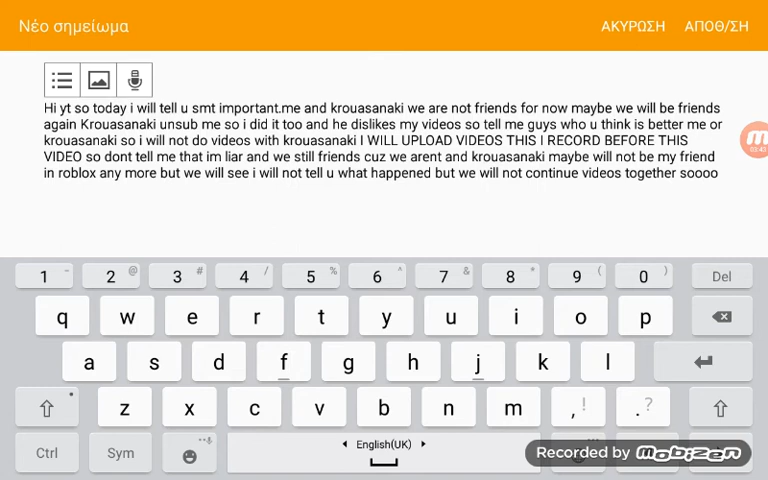 Νέο σημείωμα
ΑΚΥΡΩΣΗ ΑΠΟΘ/ΣΗ
Hi yt so today i will tell u smt important.me and krouasanaki we are not friends for now maybe we will be friends
again Krouasanaki unsub me so i did it too and he dislikes my videos so tell me guys who u think is better me or
krouasanaki so i will not do videos with krouasanaki I WILL UPLOAD VIDEOS THIS I RECORD BEFORE THIS
VIDEO so dont tell me that im liar and we still friends cuz we arent and krouasanaki maybe will not be my friend
in roblox any more but we will see i will not tell u what happened but we will not continue videos together soooo
03:43
1 - 2 @ 3 # 4 / 5 % 6 ^ 7 & 8 * 9 ( 0 ) Del
q w e r t y u i o p
a s d f g h j k l
z x c v b n m , ! . ?
Ctrl Sym English(UK)
Recorded by Mobizen